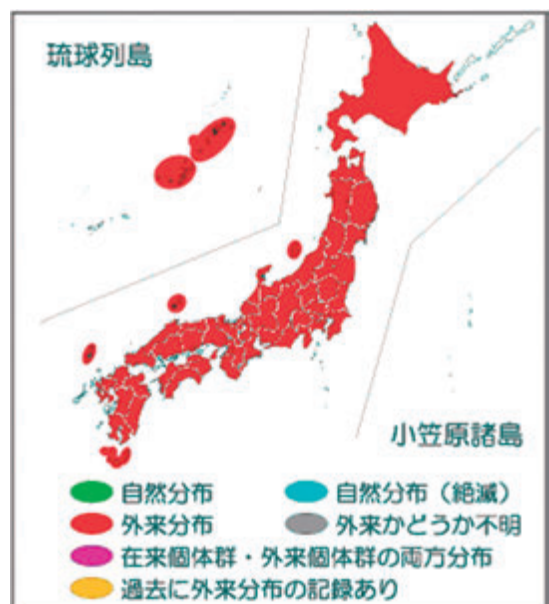 琉球列島
小笠原諸島
自然分布
自然分布（絶滅）
外来分布
外来かどうか不明
在来個体群・外来個体群の両方分布
過去に外来分布の記録あり